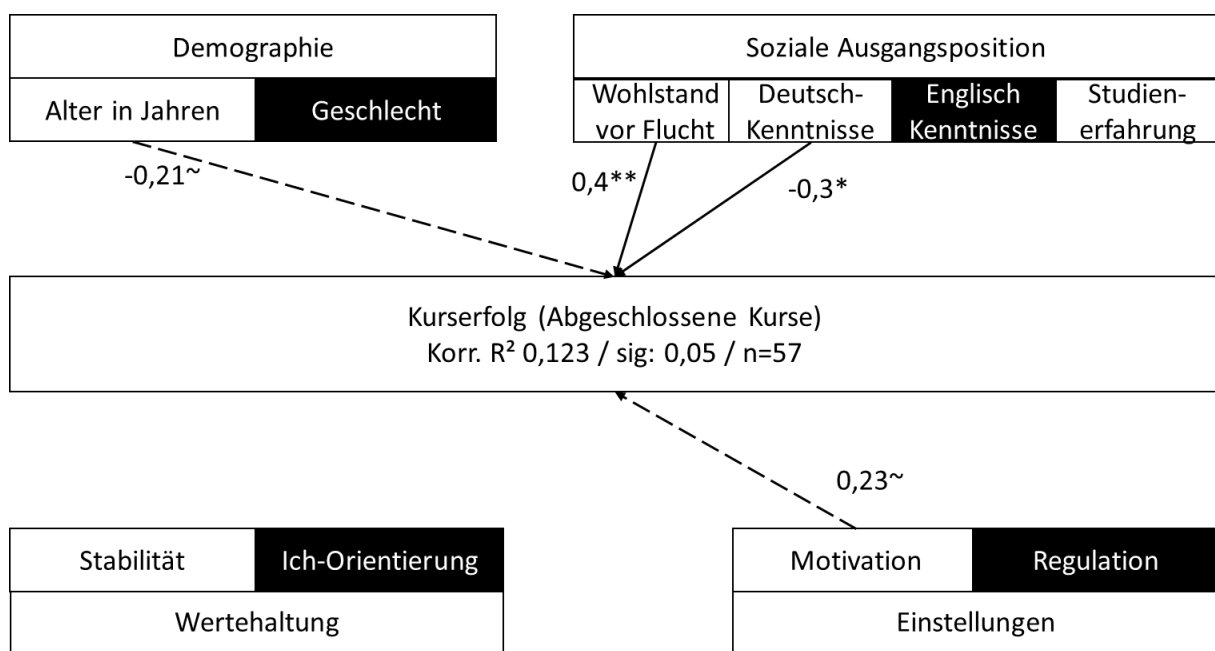 Demographie
Alter in Jahren
Geschlecht
Soziale Ausgangsposition
Wohlstand
vor Flucht
Deutsch-
Kenntnisse
Englisch
Kenntnisse
Studien-
erfahrung
-0,21~
0,4**
-0,3*
Kurserfolg (Abgeschlossene Kurse)
Korr. R² 0,123 / sig: 0,05 / n=57
0,23~
Stabilität
Ich-Orientierung
Wertehaltung
Motivation
Regulation
Einstellungen